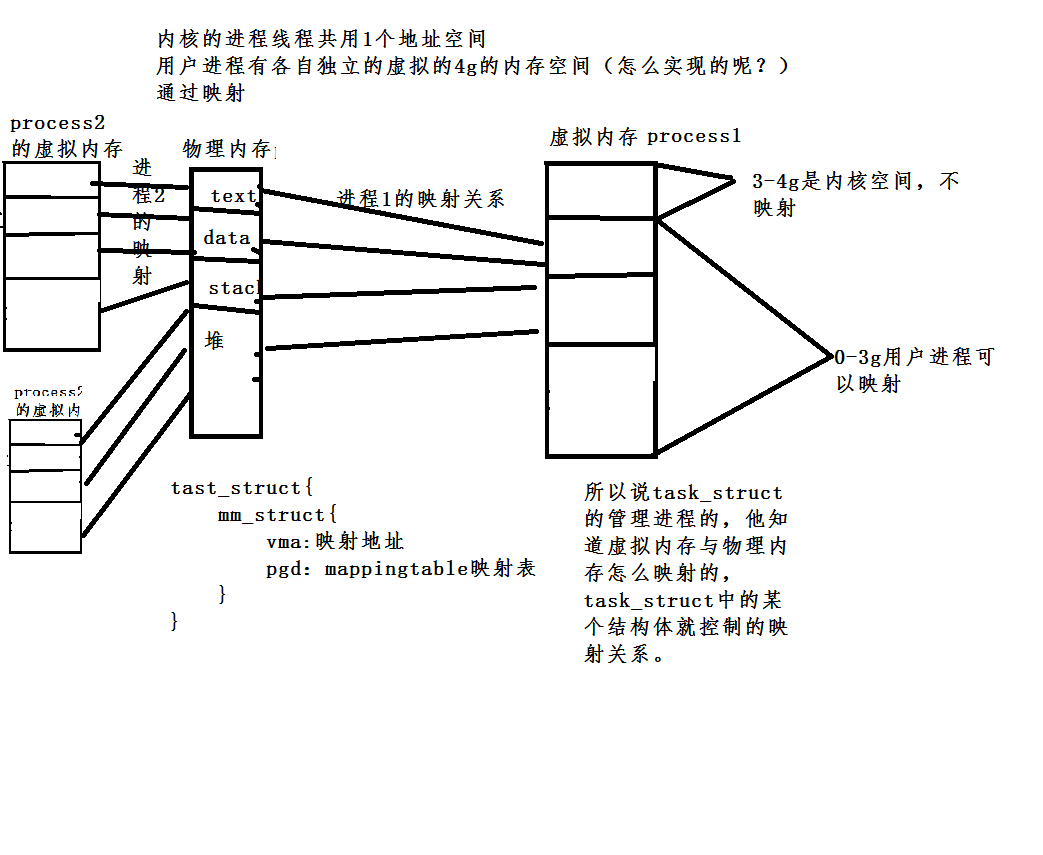 内核的进程线程共用1个地址空间
用户进程有各自独立的虚拟的4g的内存空间（怎么实现的呢？）
通过映射
process2
的虚拟内存
进
程2
的
映
射
物理内存
text
data
stack
堆
进程1的映射关系
虚拟内存 process1
3-4g是内核空间，不
映射
0-3g用户进程可
以映射
process2
的虚拟内
tast_struct{
mm_struct{
vma:映射地址
pgd：mappingtable映射表
}
}
所以说task_struct
的管理进程的，他知
道虚拟内存与物理内
存怎么映射的，
task_struct中的某
个结构体就控制的映
射关系。